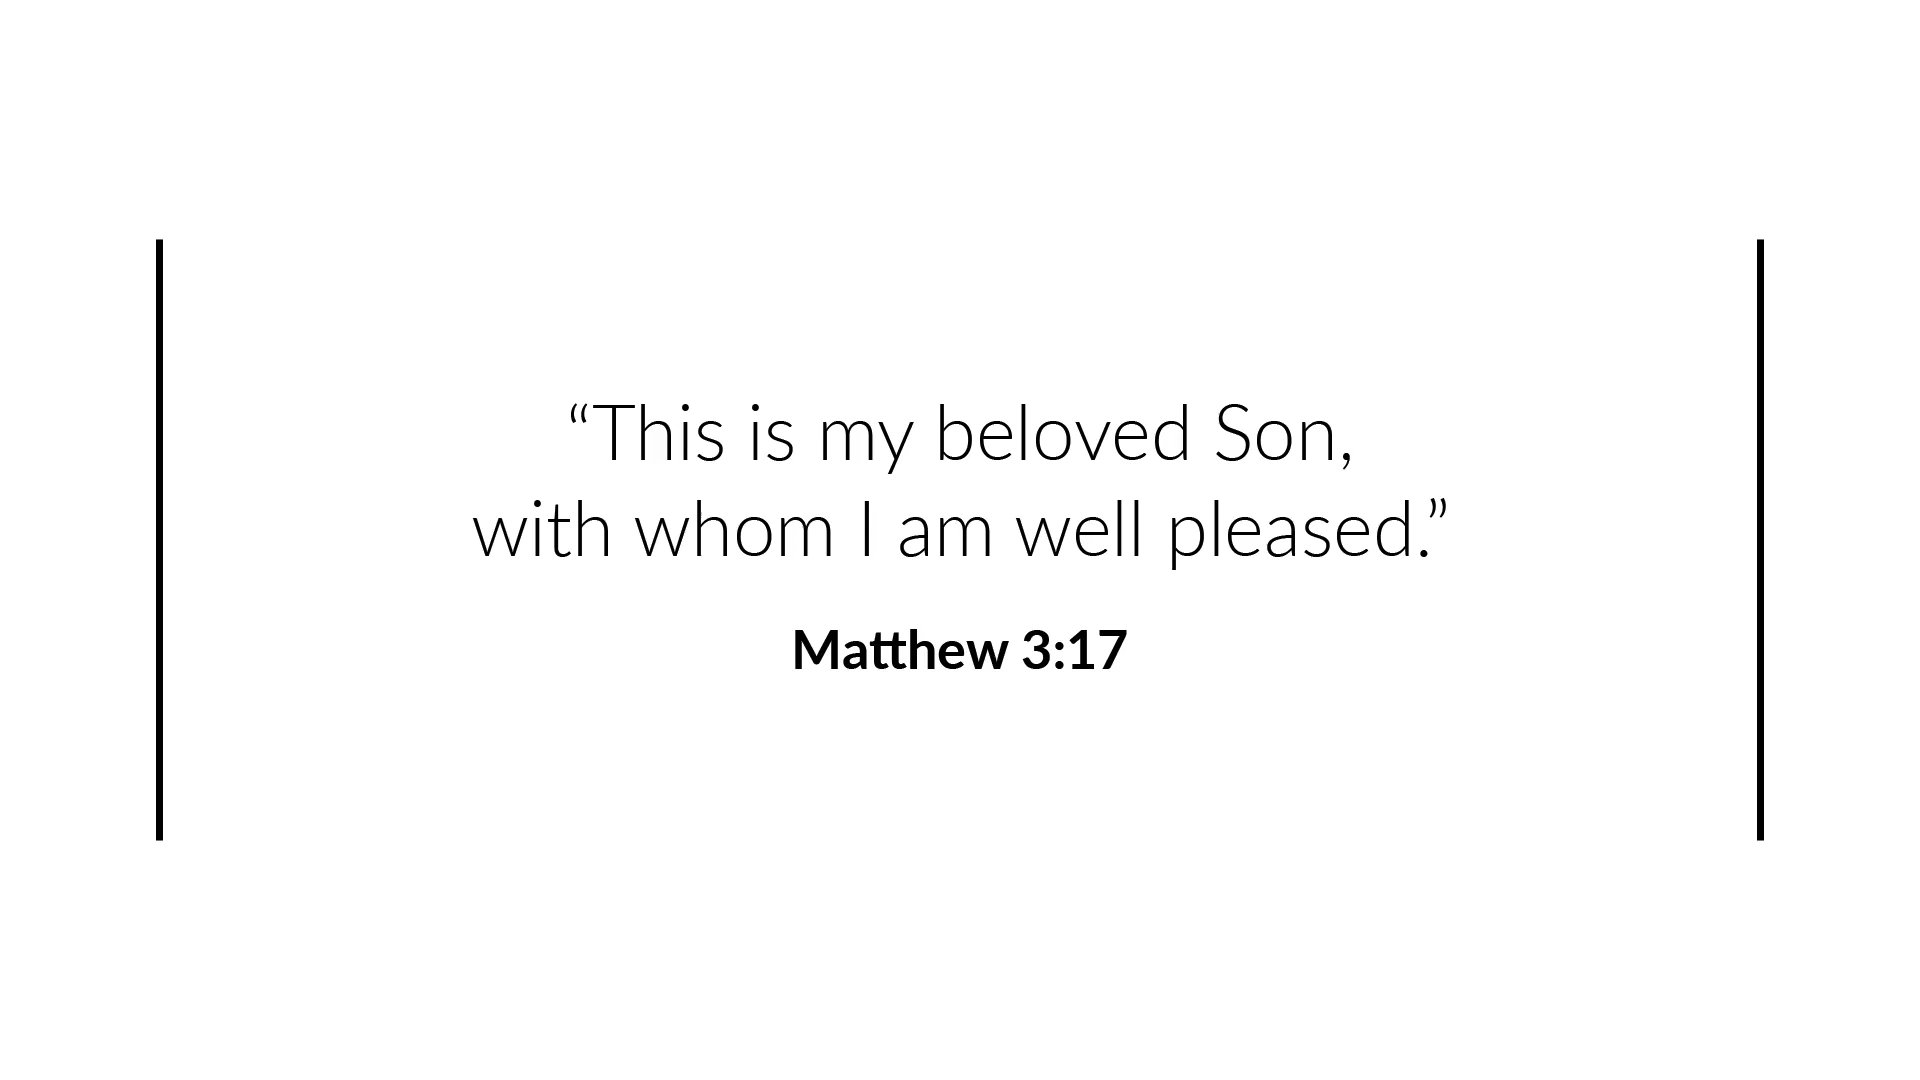 “This is my beloved Son,
with whom I am well pleased.”
Matthew 3:17